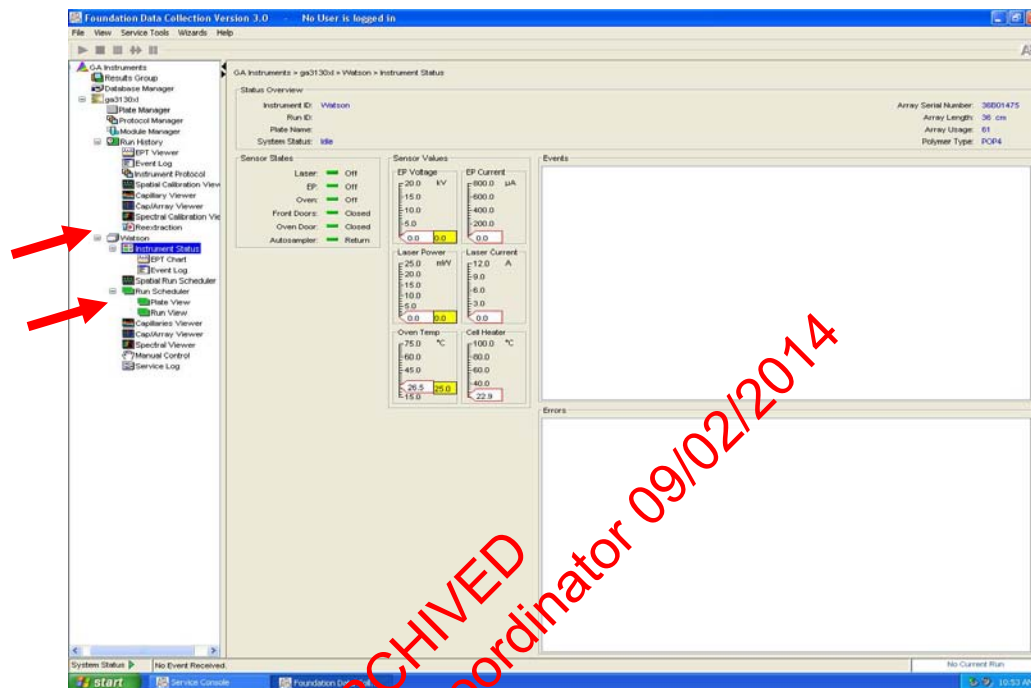 Foundation Data Collection Version 3.0 - No User is logged in
File View Service Tools Wizards Help
GA Instruments
Results Group
Database Manager
ga3130xl
Plate Manager
Protocol Manager
Module Manager
Run History
EPT Viewer
Event Log
Instrument Protocol
Spatial Calibration View
Capillary Viewer
Cap/Array Viewer
Spectral Calibration Vie
Reextraction
Watson
Instrument Status
EPT Chart
Event Log
Spatial Run Scheduler
Run Scheduler
Plate View
Run View
Capillaries Viewer
Cap/Array Viewer
Spectral Viewer
Manual Control
Service Log
GA Instruments > ga3130xl > Watson > Instrument Status
Status Overview
Instrument ID: Watson
Run ID:
Plate Name:
System Status: Idle
Array Serial Number: 36B01475
Array Length: 36 cm
Array Usage: 61
Polymer Type: POP4
Sensor States
Laser: Off
EP: Off
Oven: Off
Front Doors: Closed
Oven Door: Closed
Autosampler: Return
Sensor Values
EP Voltage
20.0 kV
15.0
10.0
5.0
0.0 0.0
EP Current
800.0 µA
600.0
400.0
200.0
0.0
Laser Power
25.0 mW
20.0
15.0
10.0
5.0
0.0 0.0
Laser Current
12.0 A
9.0
6.0
3.0
0.0
Oven Temp
75.0 °C
60.0
45.0
26.5 25.0
15.0
Cell Heater
100.0 °C
80.0
60.0
40.0
22.9
Events
Errors
CHIVED
oordinator 09/02/2014
System Status
No Event Received.
No Current Run
start
Service Console
10:53 AM